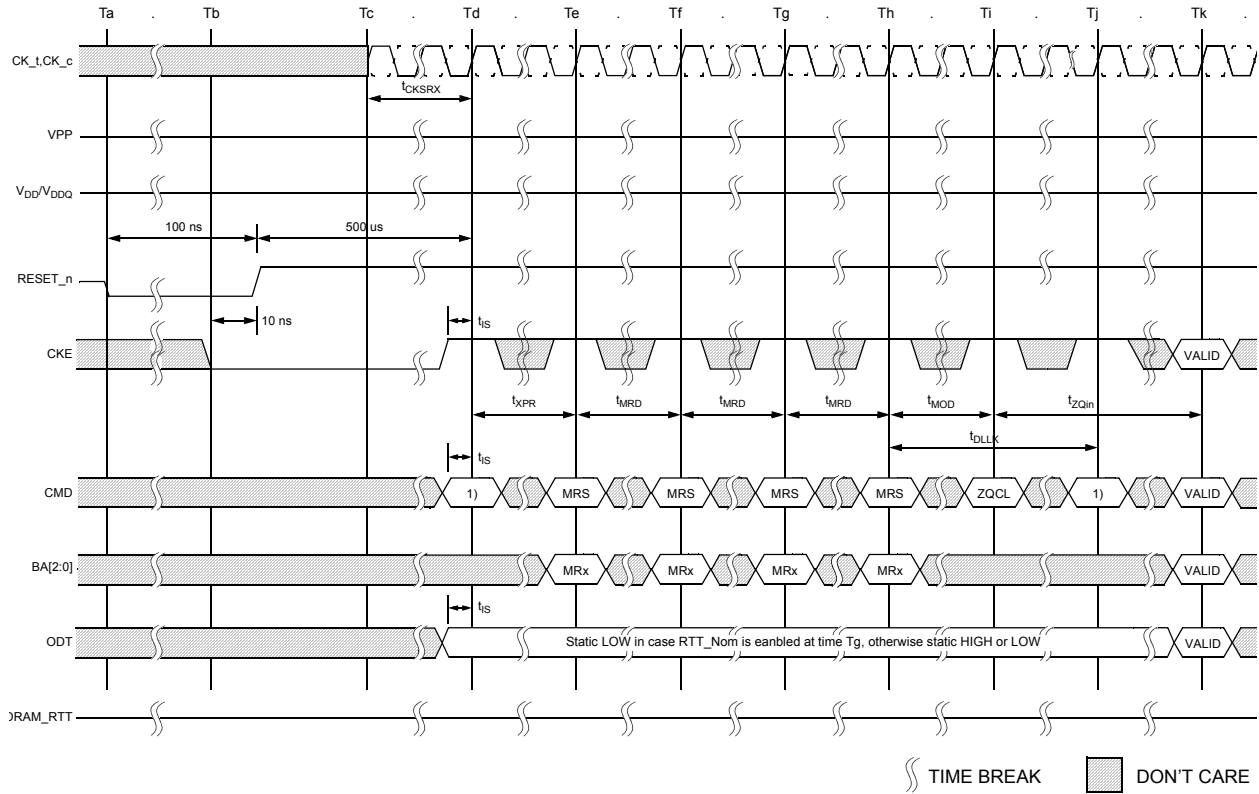 Ta . Tb Tc . Td . Te . Tf . Tg . Th . Ti . Tj . Tk .
CK_t,CK_c
tCKSRX
VPP
VDD/VDDQ
100 ns 500 us
RESET_n
10 ns tIS
CKE VALID
tXPR tMRD tMRD tMRD tMOD tZQin
tDLLK
tIS
CMD 1) MRS MRS MRS MRS ZQCL 1) VALID
BA[2:0] MRx MRx MRx MRx VALID
tIS
ODT Static LOW in case RTT_Nom is eanbled at time Tg, otherwise static HIGH or LOW VALID
DRAM_RTT
TIME BREAK DON'T CARE